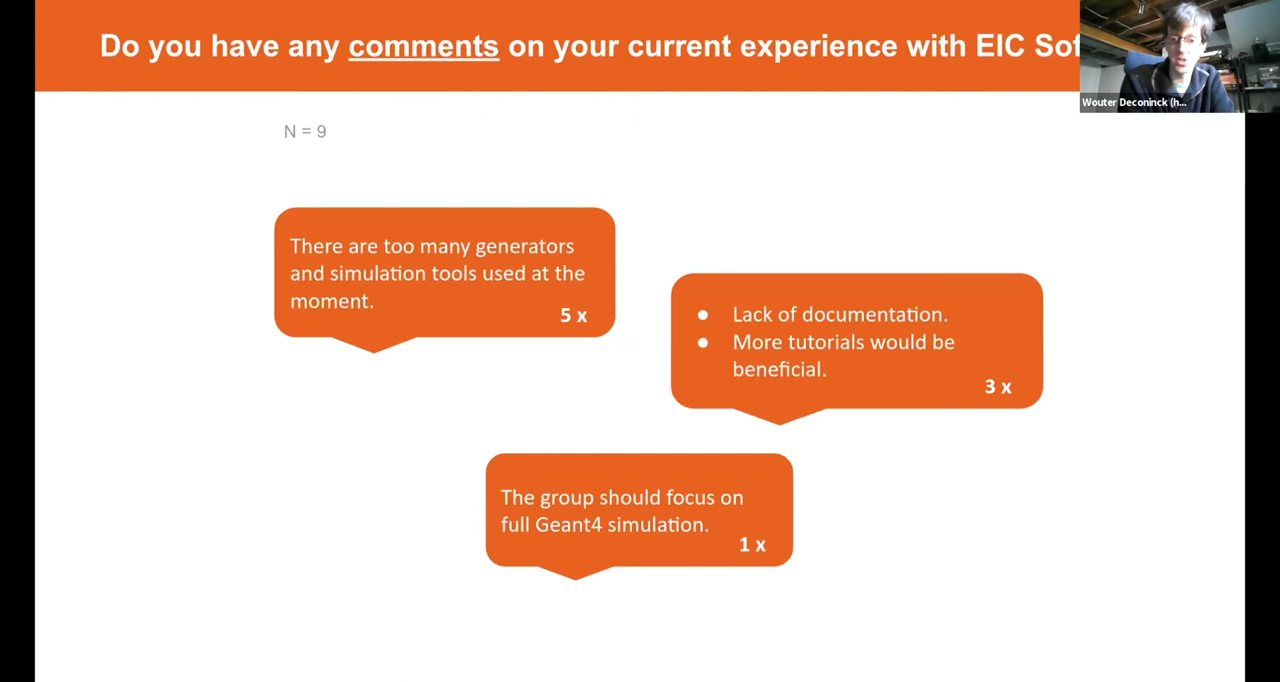 Do you have any comments on your current experience with EIC
Wouter Deconinck (h...
N = 9
There are too many generators
and simulation tools used at the
moment.
5 x
● Lack of documentation.
● More tutorials would be
beneficial.
3 x
The group should focus on
full Geant4 simulation.
1 x